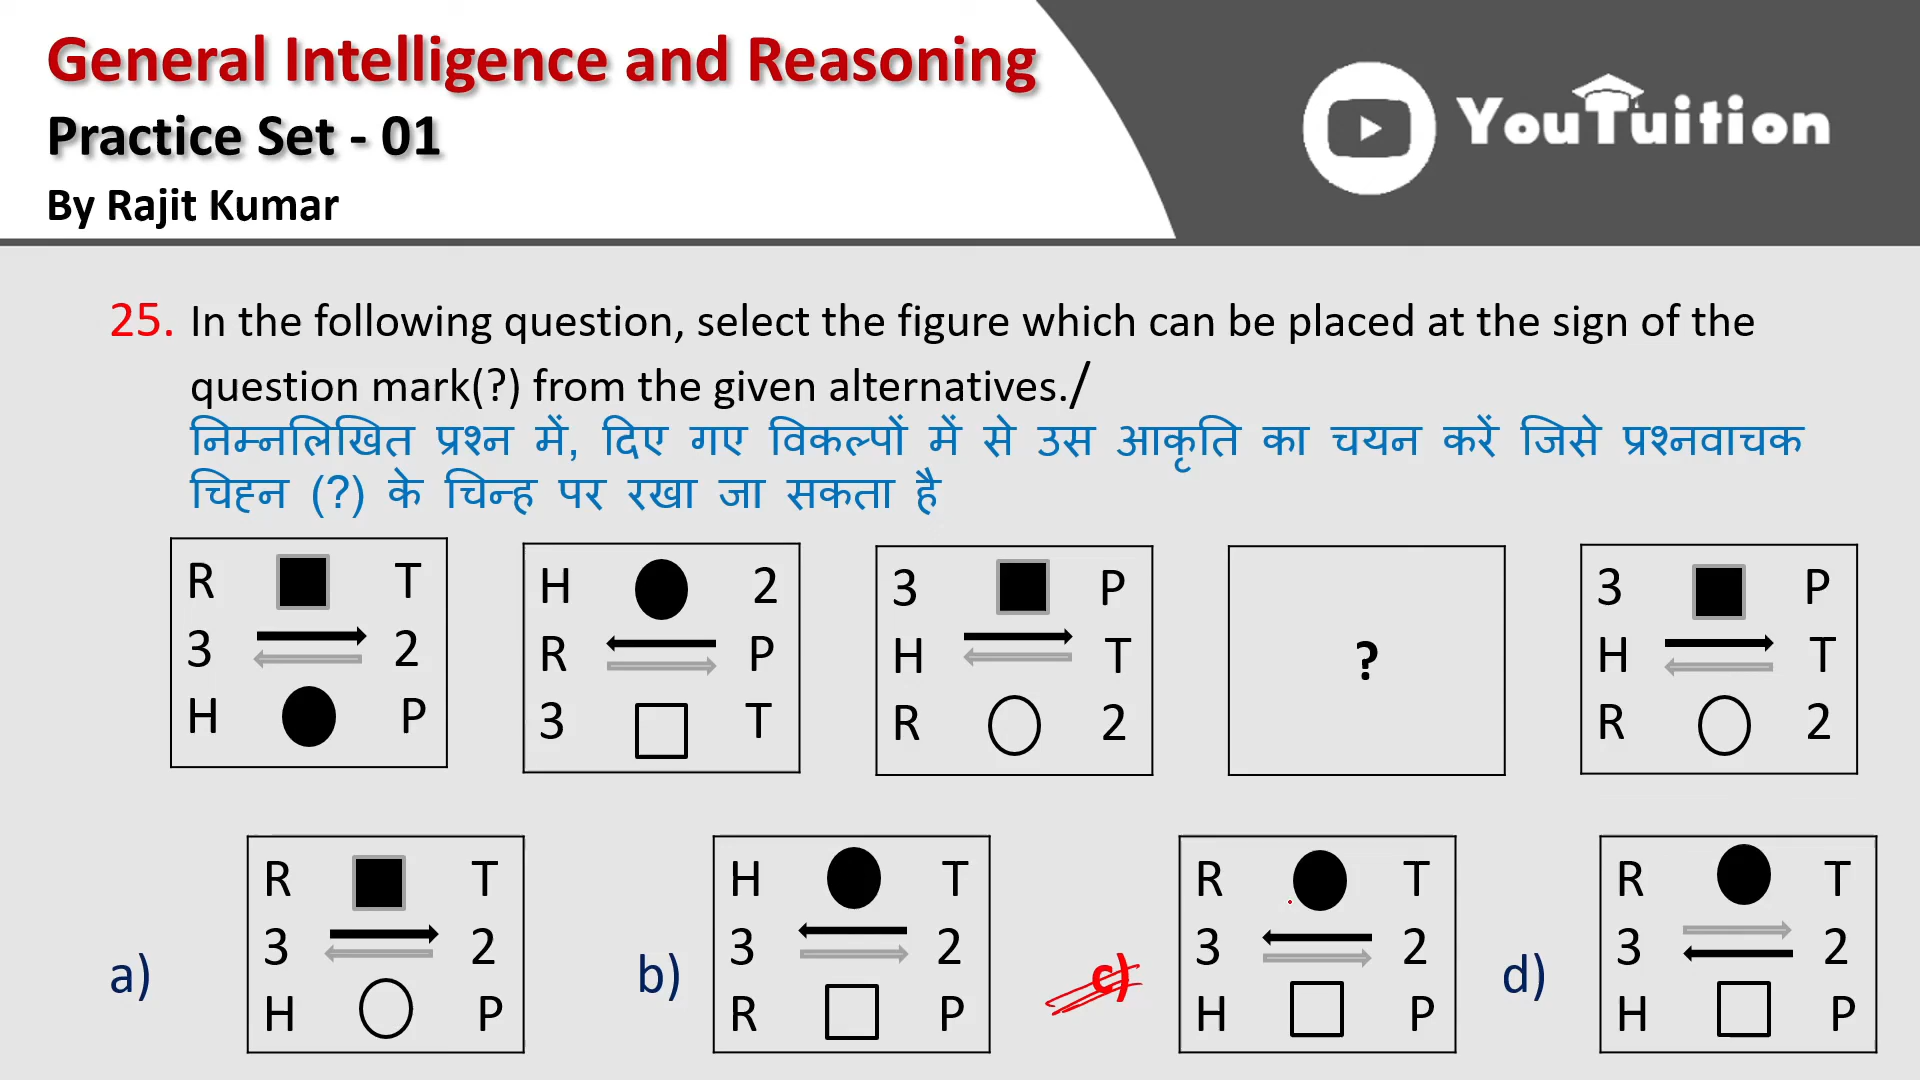 General Intelligence and Reasoning
Practice Set - 01
By Rajit Kumar
YouTuition
25. In the following question, select the figure which can be placed at the sign of the
question mark(?) from the given alternatives./
निम्नलिखित प्रश्न में, दिए गए विकल्पों में से उस आकृति का चयन करें जिसे प्रश्नवाचक
चिह्न (?) के चिन्ह पर रखा जा सकता है
R T
3 2
H P
H 2
R P
3 T
3 P
H T
R 2
?
3 P
H T
R 2
a)
R T
3 2
H P
b)
H T
3 2
R P
c)
R T
3 2
H P
d)
R T
3 2
H P